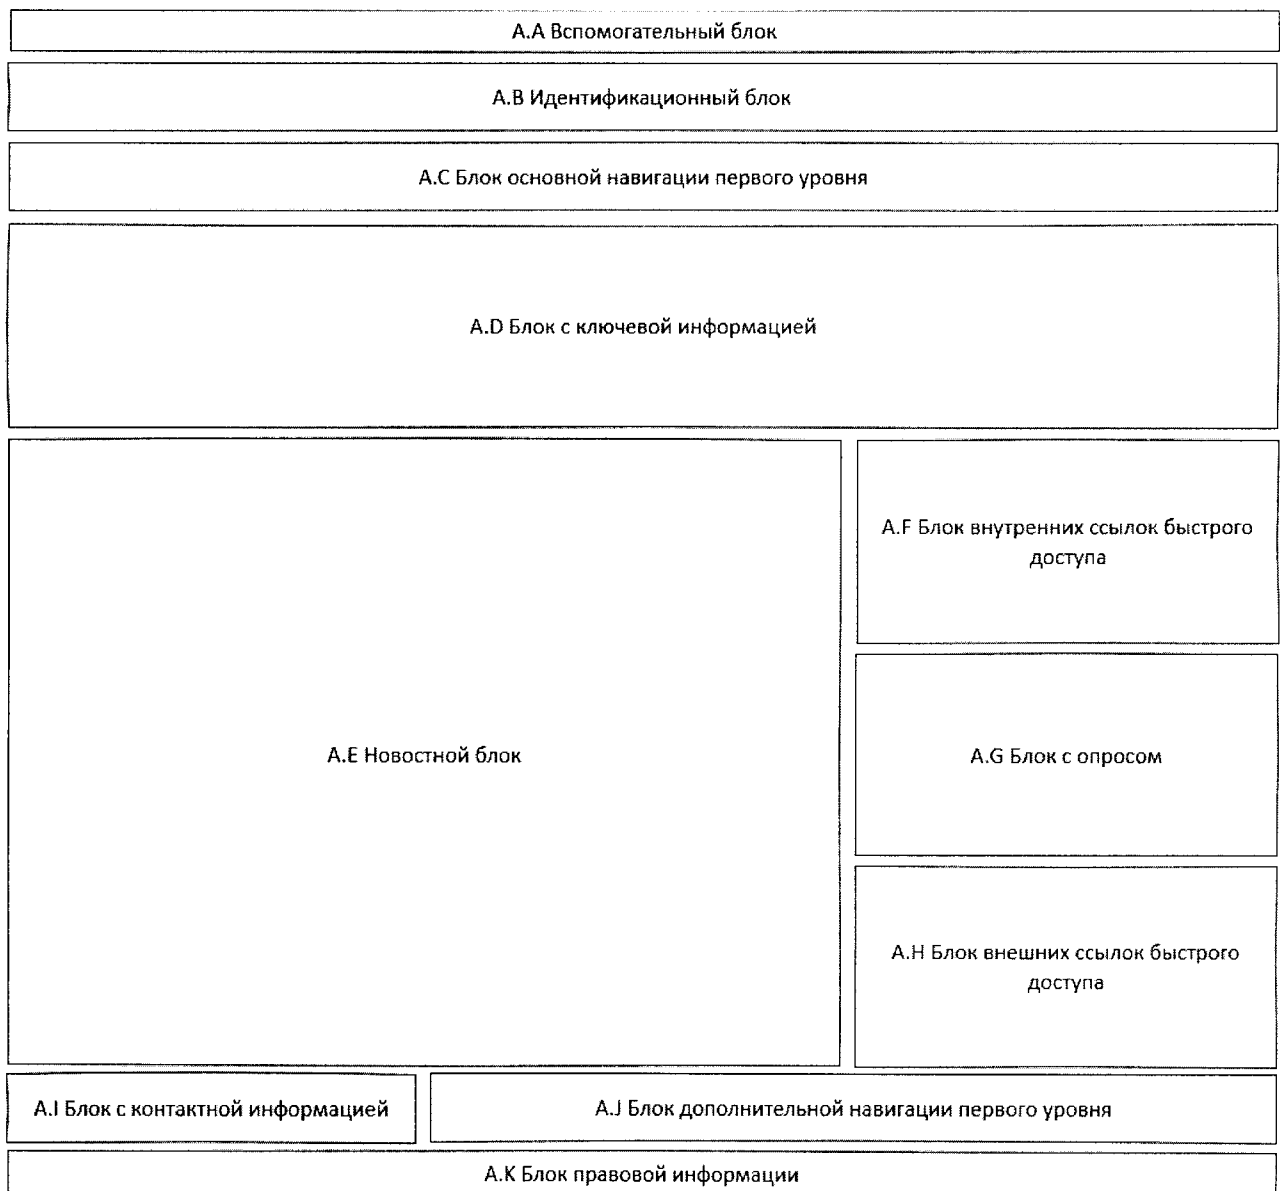 A.A Вспомогательный блок
A.B Идентификационный блок
A.C Блок основной навигации первого уровня
A.D Блок с ключевой информацией
A.E Новостной блок
A.F Блок внутренних ссылок быстрого
доступа
A.G Блок с опросом
A.H Блок внешних ссылок быстрого
доступа
A.I Блок с контактной информацией
A.J Блок дополнительной навигации первого уровня
A.K Блок правовой информации